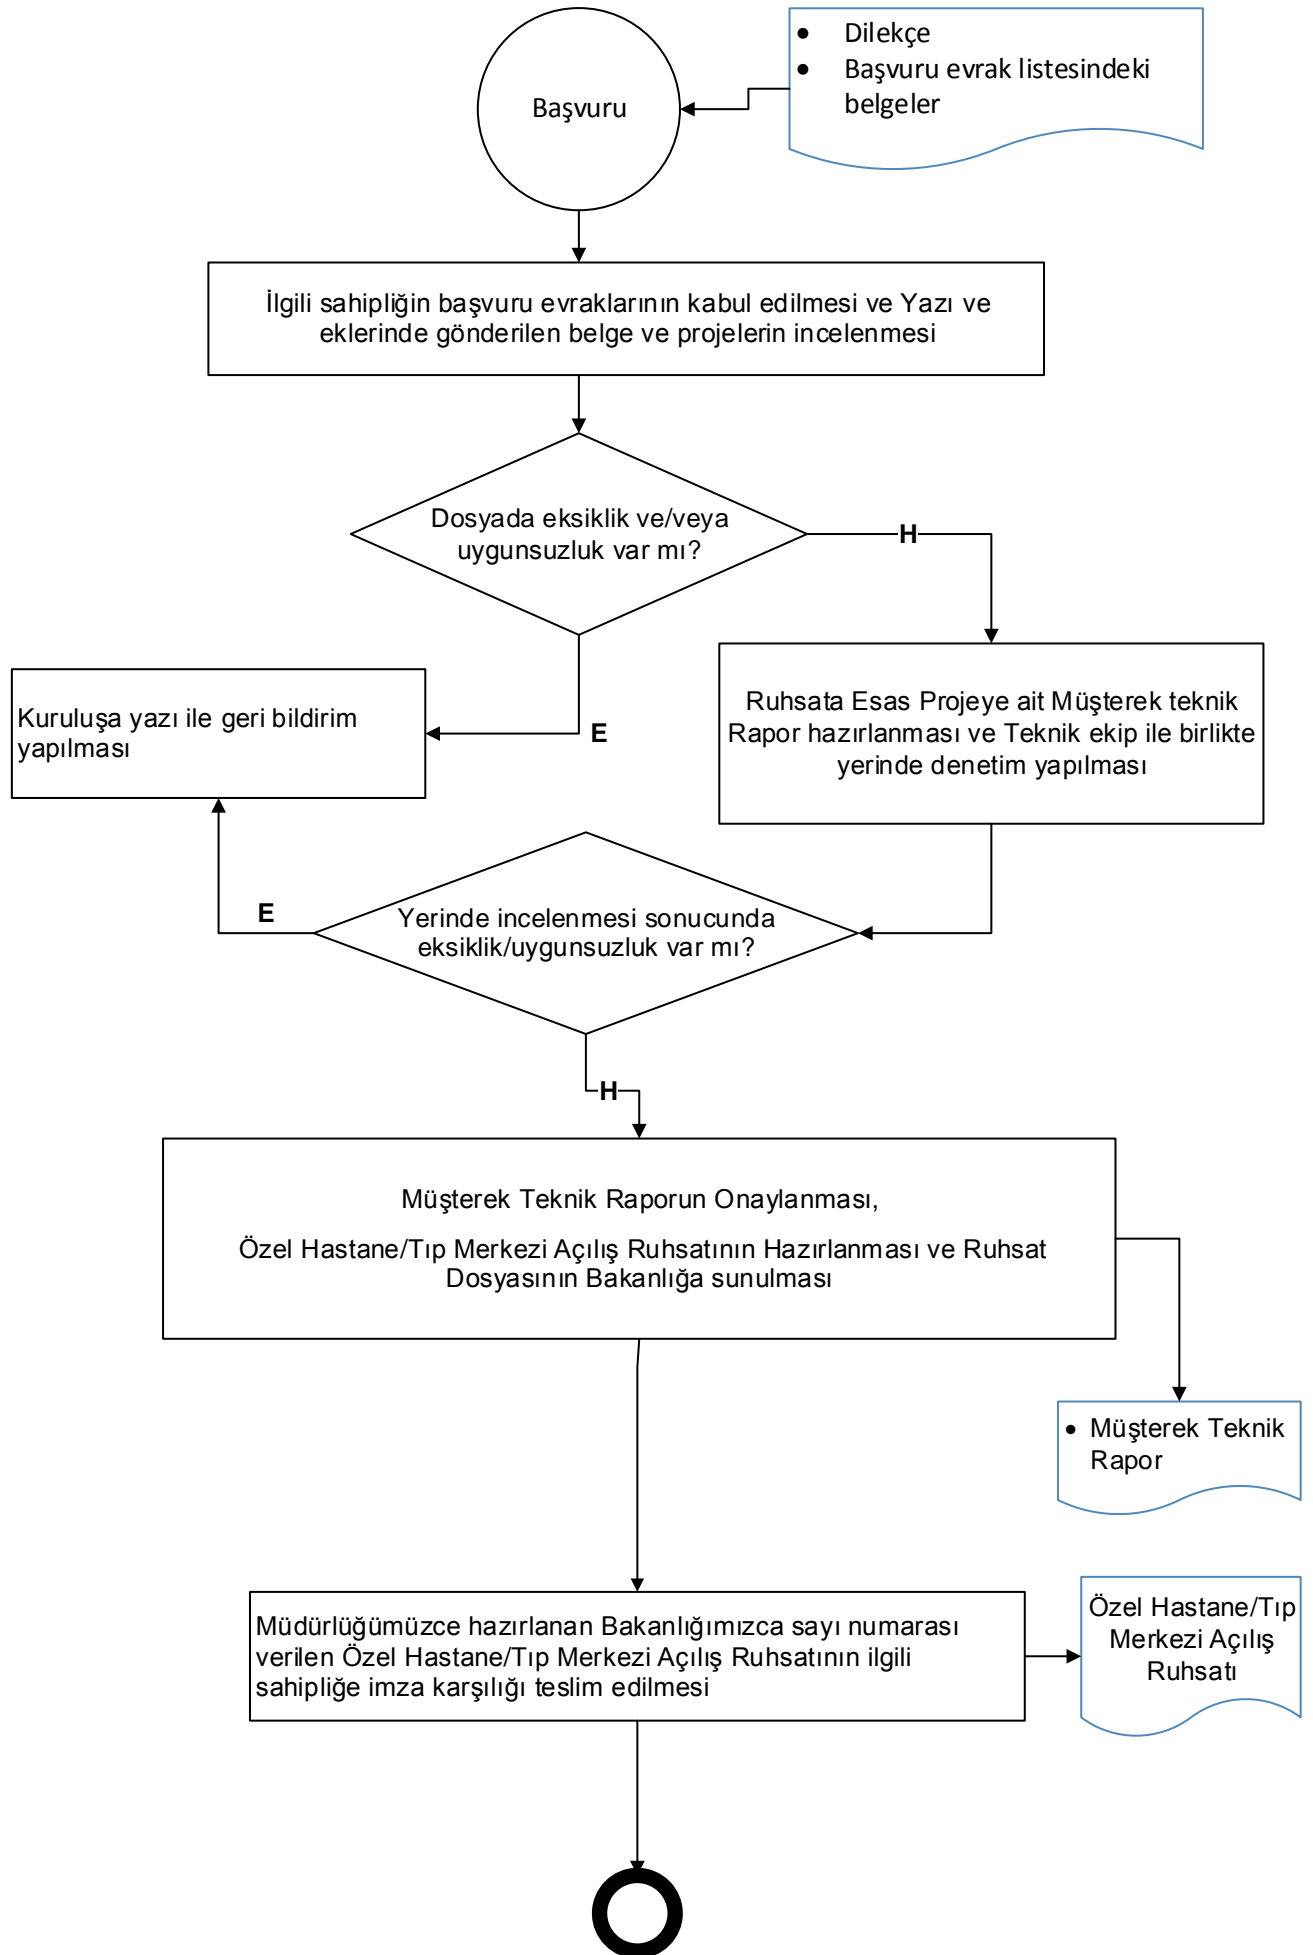 Başvuru
• Dilekçe
• Başvuru evrak listesindeki
belgeler
İlgili sahipliğin başvuru evraklarının kabul edilmesi ve Yazı ve
eklerinde gönderilen belge ve projelerin incelenmesi
Dosyada eksiklik ve/veya
uygunsuzluk var mı?
H
E
Kuruluşa yazı ile geri bildirim
yapılması
Ruhsata Esas Projeye ait Müşterek teknik
Rapor hazırlanması ve Teknik ekip ile birlikte
yerinde denetim yapılması
E
Yerinde incelenmesi sonucunda
eksiklik/uygunsuzluk var mı?
H
Müşterek Teknik Raporun Onaylanması,
Özel Hastane/Tıp Merkezi Açılış Ruhsatının Hazırlanması ve Ruhsat
Dosyasının Bakanlığa sunulması
• Müşterek Teknik
Rapor
Müdürlüğümüzce hazırlanan Bakanlığımızca sayı numarası
verilen Özel Hastane/Tıp Merkezi Açılış Ruhsatının ilgili
sahipliğe imza karşılığı teslim edilmesi
Özel Hastane/Tıp
Merkezi Açılış
Ruhsatı